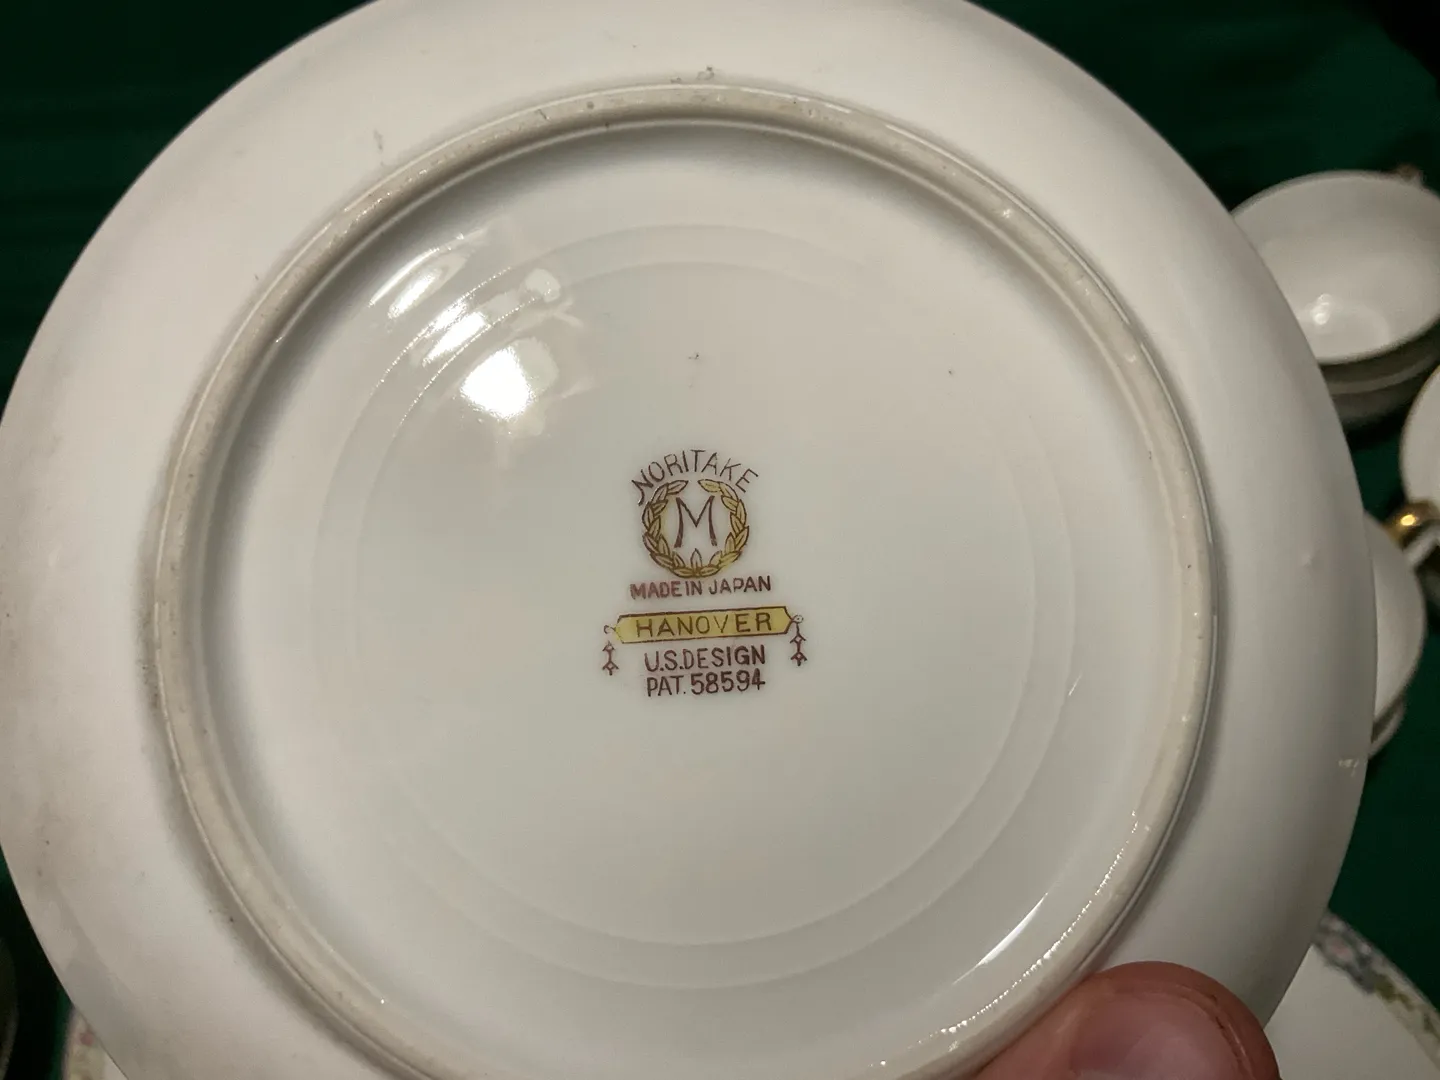 NORITAKE
M
MADE IN JAPAN
HANOVER
U.S.DESIGN
PAT.58594